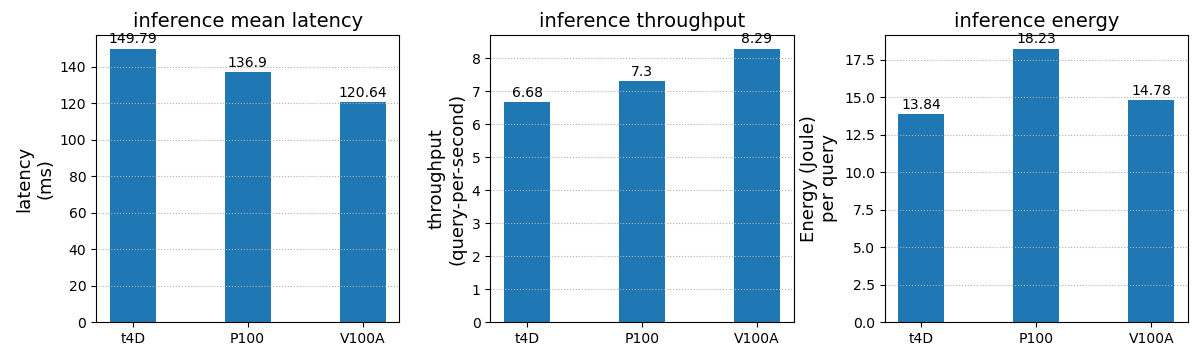 inference mean latency
latency
(ms)
140
120
100
80
60
40
20
0
149.79
136.9
120.64
t4D
P100
V100A
inference throughput
throughput
(query-per-second)
8
7
6
5
4
3
2
1
0
6.68
7.3
8.29
t4D
P100
V100A
inference energy
Energy (Joule)
per query
17.5
15.0
12.5
10.0
7.5
5.0
2.5
0.0
13.84
18.23
14.78
t4D
P100
V100A